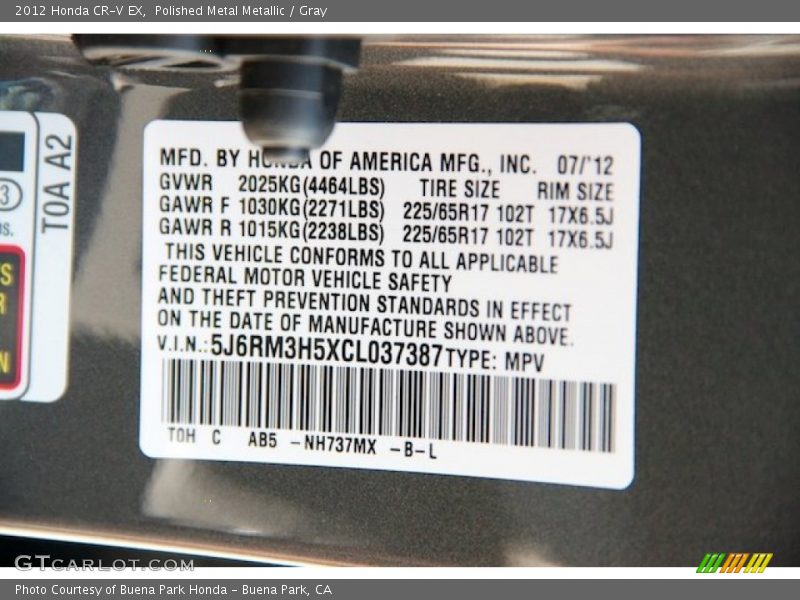 2012 Honda CR-V EX, Polished Metal Metallic / Gray
T0A A2
3
MFD. BY HONDA OF AMERICA MFG., INC. 07/'12
GVWR 2025KG(4464LBS) TIRE SIZE RIM SIZE
GAWR F 1030KG(2271LBS) 225/65R17 102T 17X6.5J
GAWR R 1015KG(2238LBS) 225/65R17 102T 17X6.5J
THIS VEHICLE CONFORMS TO ALL APPLICABLE
FEDERAL MOTOR VEHICLE SAFETY
AND THEFT PREVENTION STANDARDS IN EFFECT
ON THE DATE OF MANUFACTURE SHOWN ABOVE.
V.I.N.:5J6RM3H5XCL037387 TYPE: MPV
T0H C AB5 -NH737MX -B-L
GTCARLOT.COM
Photo Courtesy of Buena Park Honda - Buena Park, CA